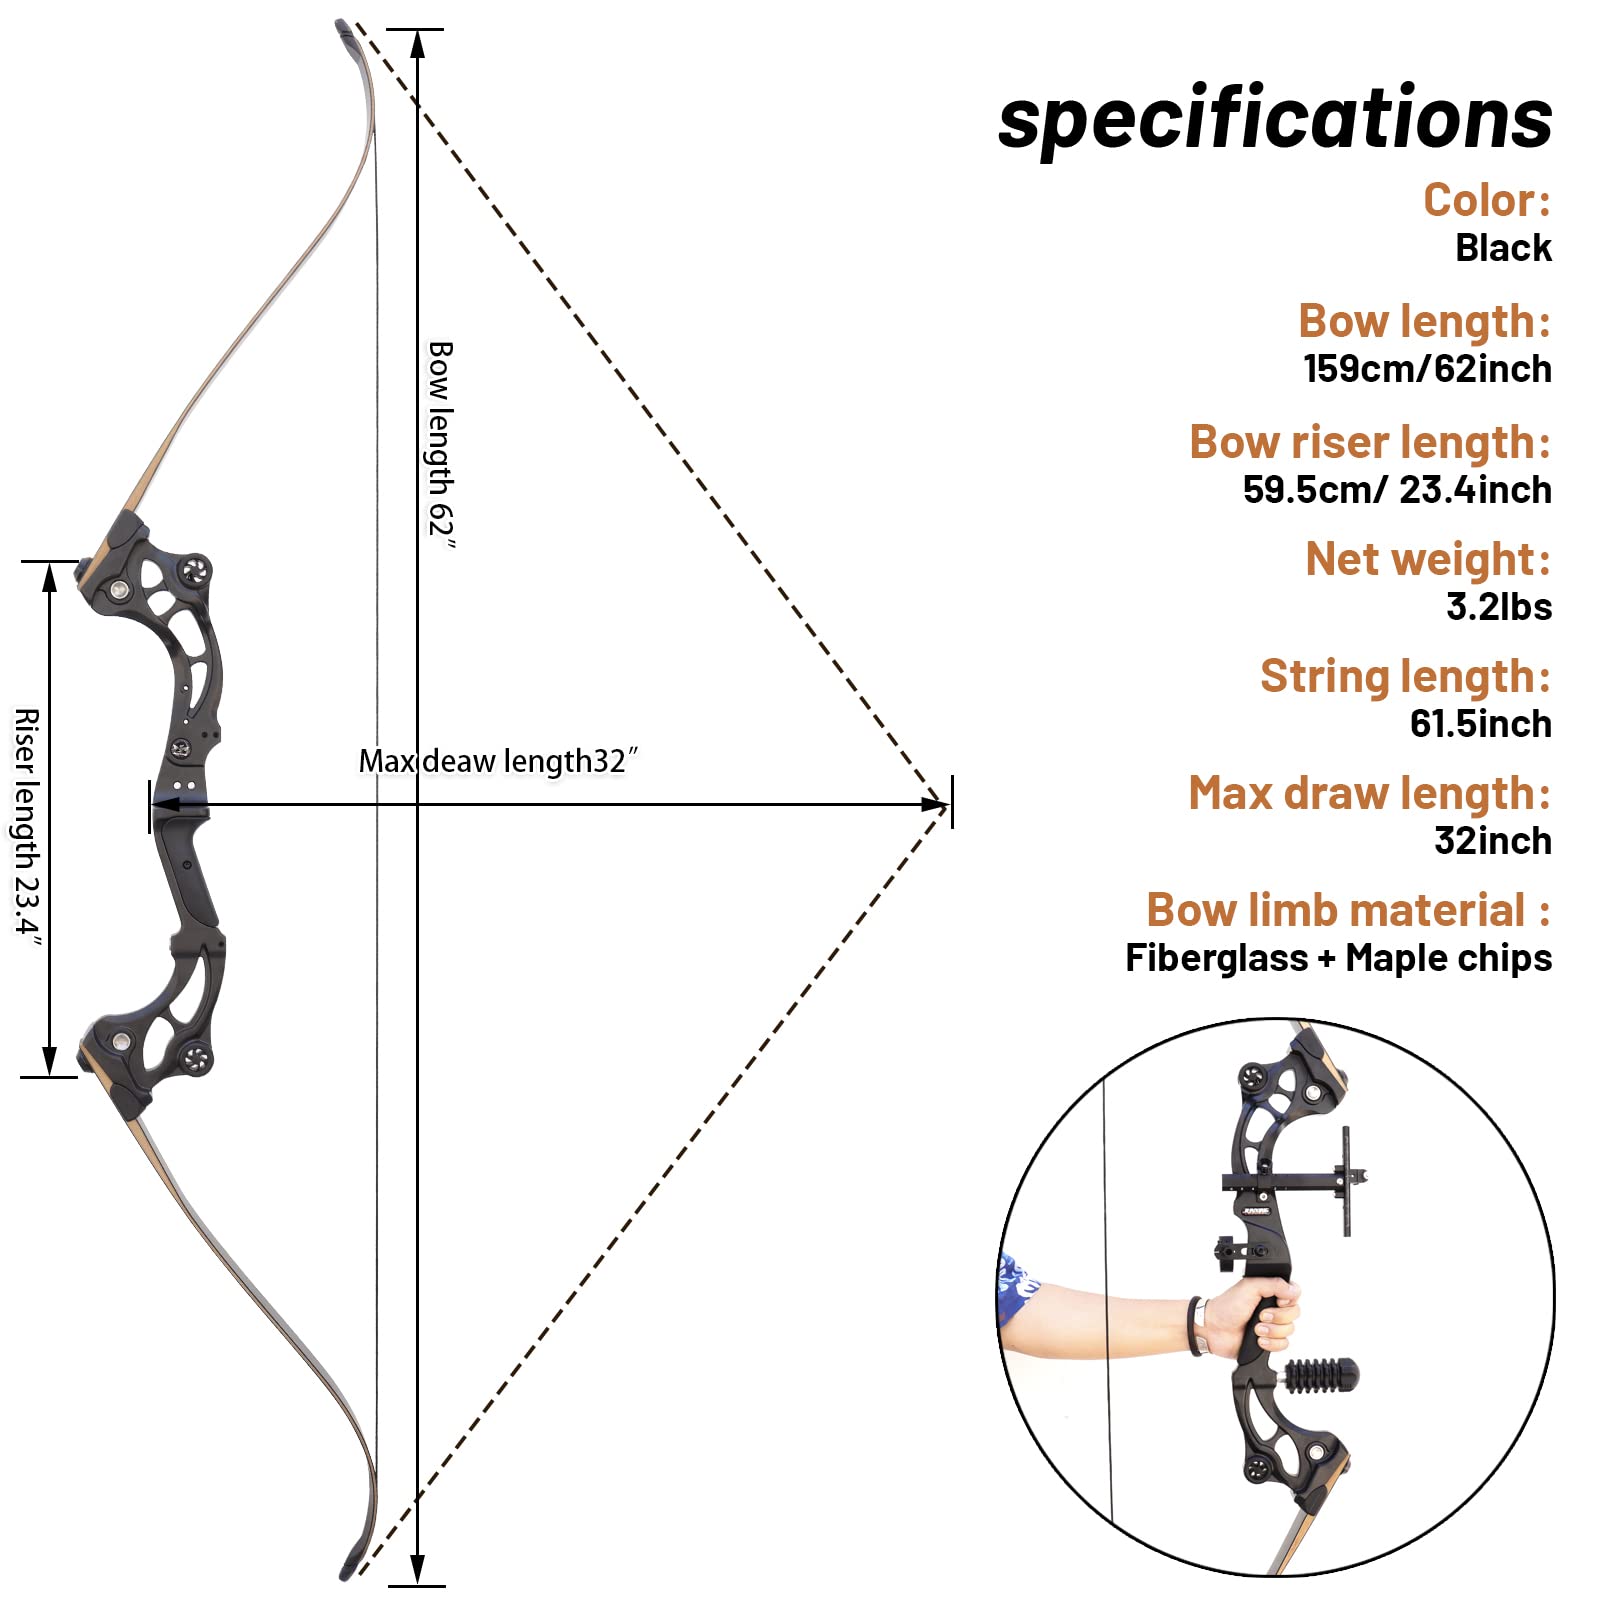 specifications
Color:
Black
Bow length:
159cm/62inch
Bow riser length:
59.5cm/ 23.4inch
Net weight:
3.2lbs
String length:
61.5inch
Max draw length:
32inch
Bow limb material :
Fiberglass + Maple chips
Bow length 62″
Max deaw length32″
Riser length 23.4″